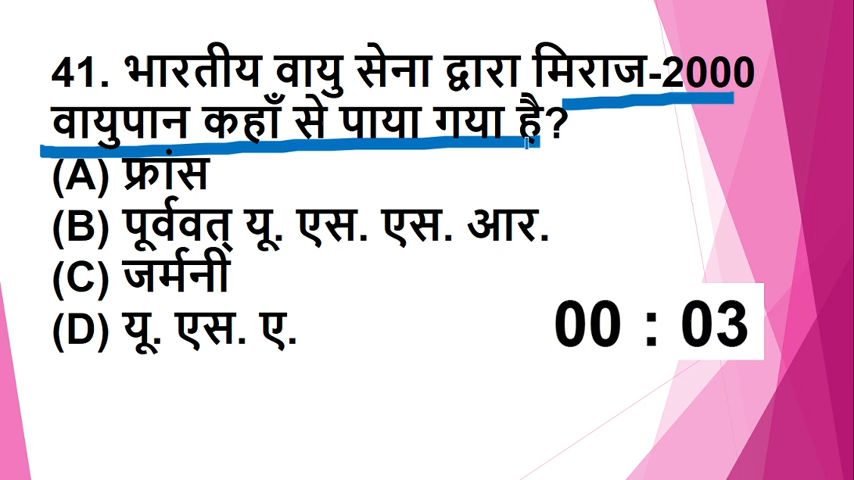 41. भारतीय वायु सेना द्वारा मिराज-2000
वायुपान कहाँ से पाया गया है?
(A) फ्रांस
(B) पूर्ववत् यू. एस. एस. आर.
(C) जर्मनी
(D) यू. एस. ए.
00 : 03